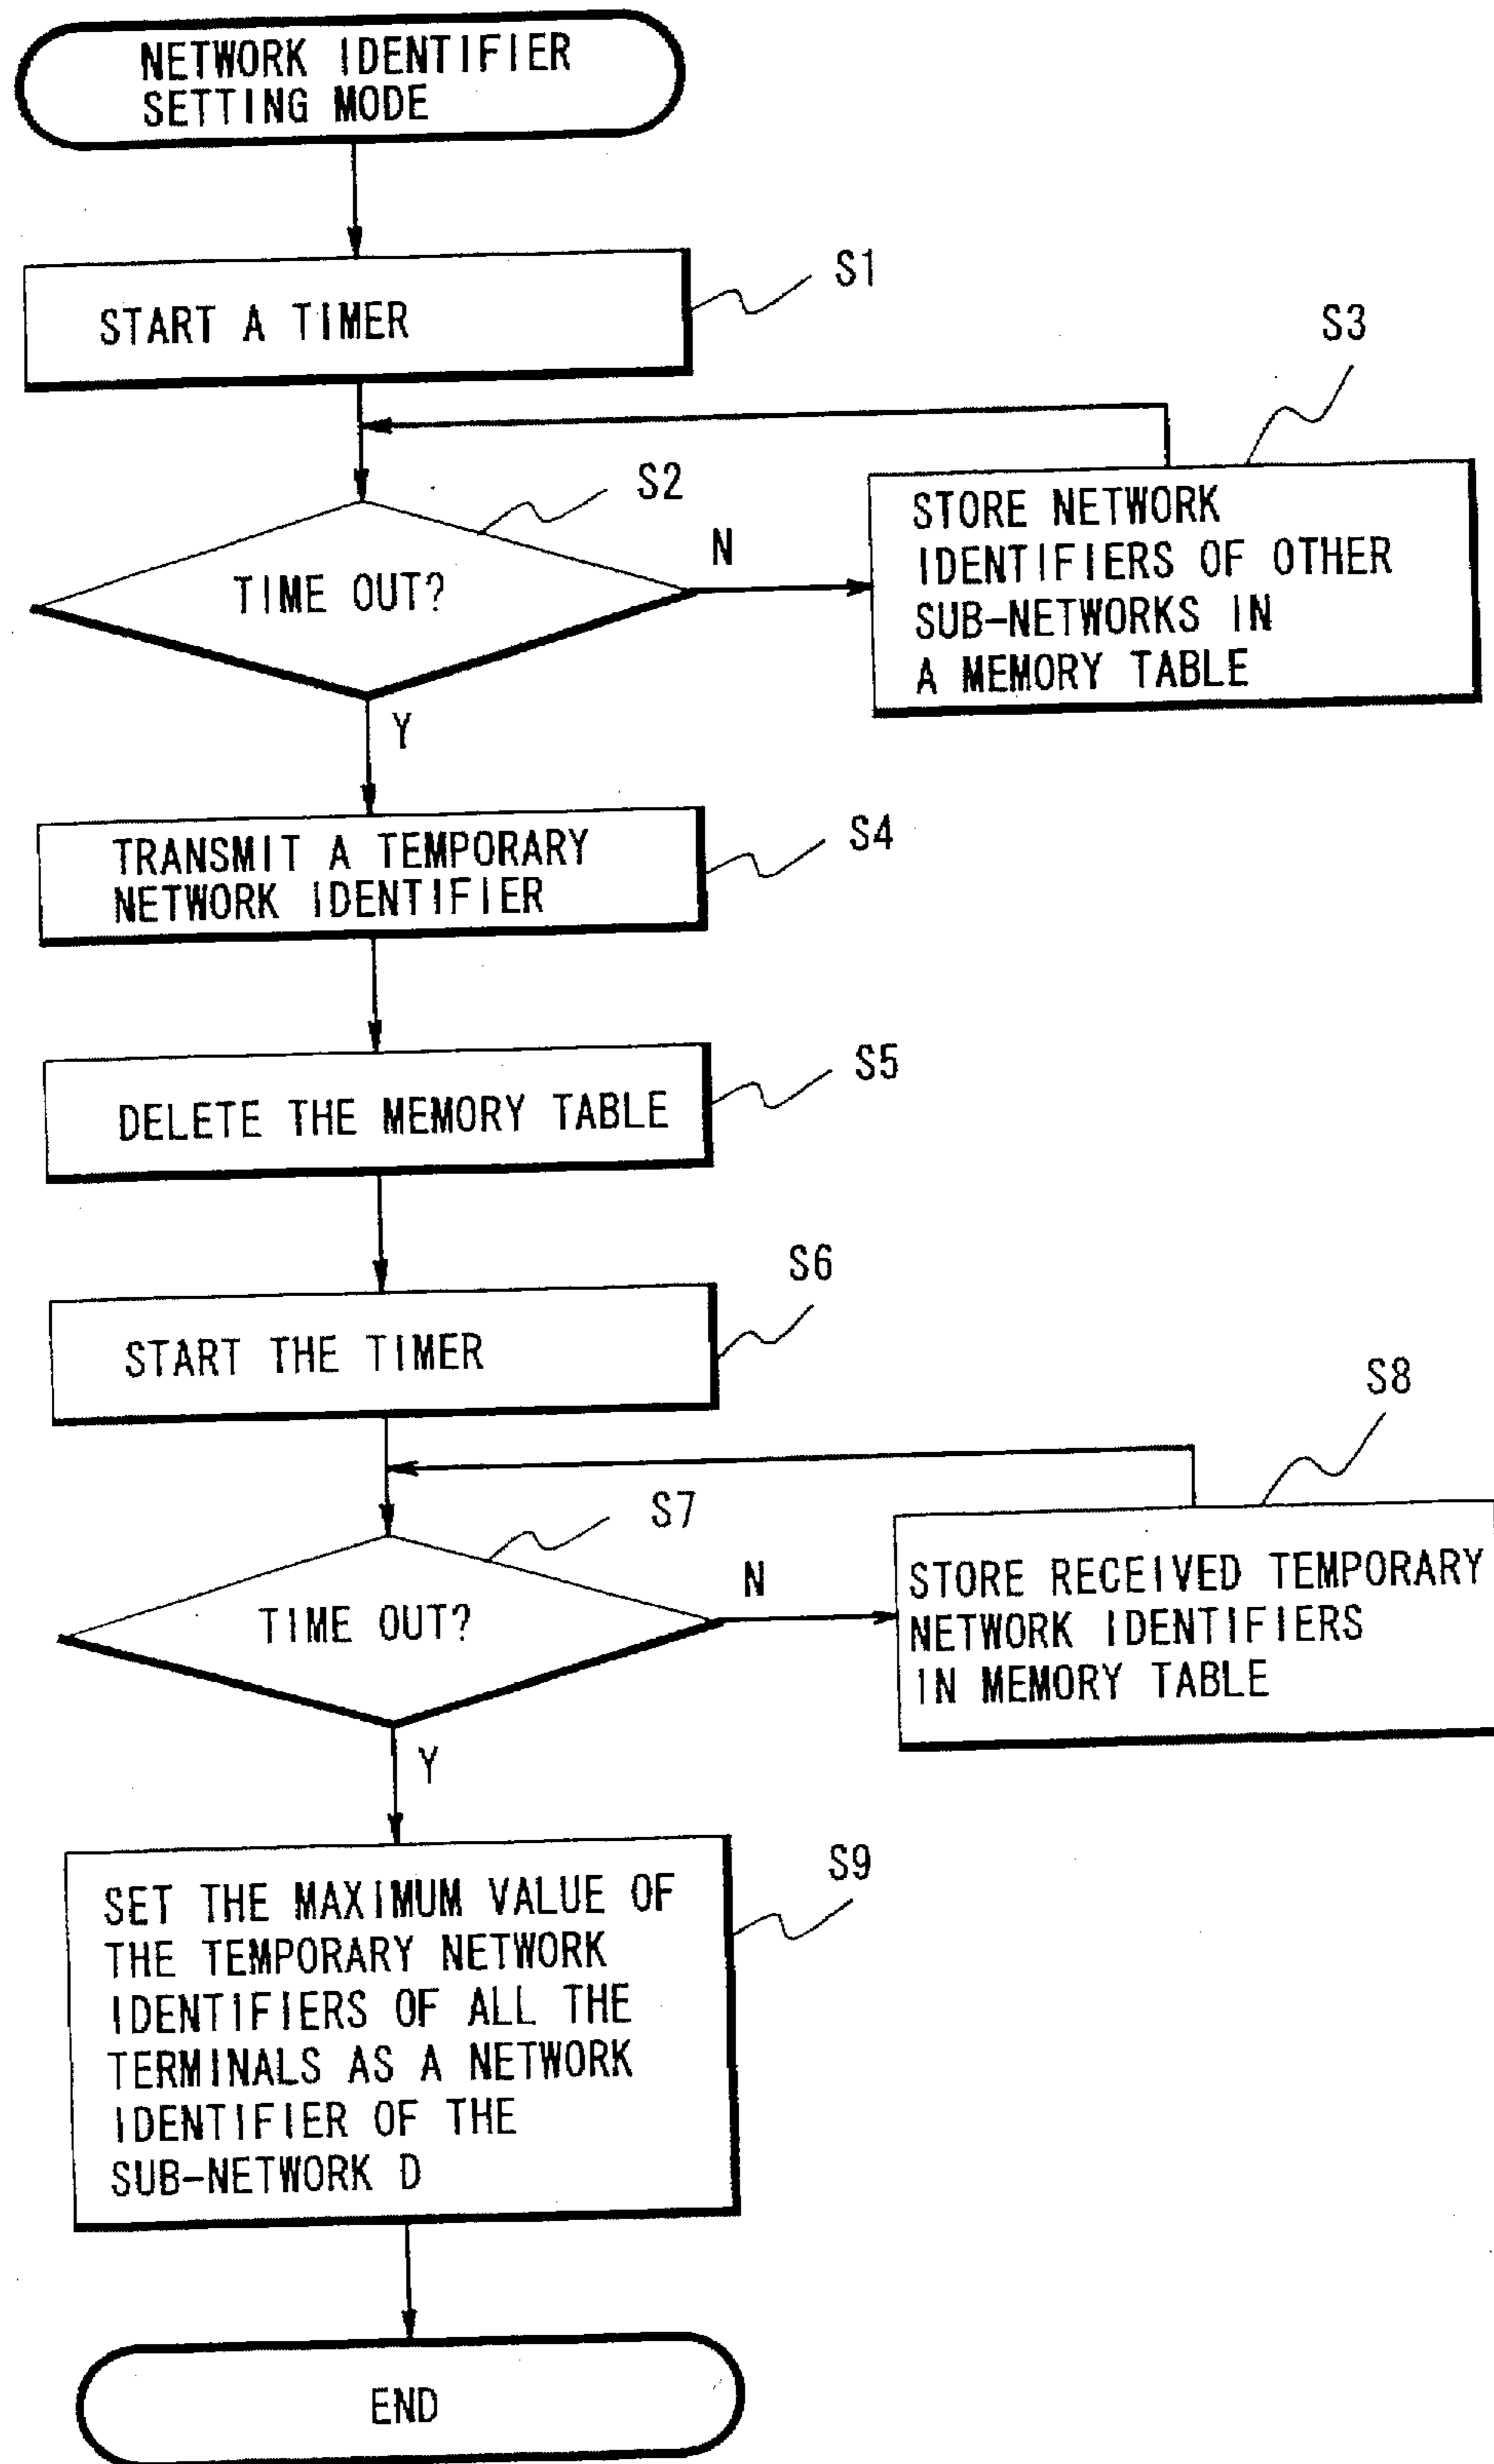 NETWORK IDENTIFIER
SETTING MODE
START A TIMER
S1
TIME OUT?
S2
N
Y
STORE NETWORK
IDENTIFIERS OF OTHER
SUB-NETWORKS IN
A MEMORY TABLE
S3
TRANSMIT A TEMPORARY
NETWORK IDENTIFIER
S4
DELETE THE MEMORY TABLE
S5
START THE TIMER
S6
TIME OUT?
S7
N
Y
STORE RECEIVED TEMPORARY
NETWORK IDENTIFIERS
IN MEMORY TABLE
S8
SET THE MAXIMUM VALUE OF
THE TEMPORARY NETWORK
IDENTIFIERS OF ALL THE
TERMINALS AS A NETWORK
IDENTIFIER OF THE
SUB-NETWORK D
S9
END